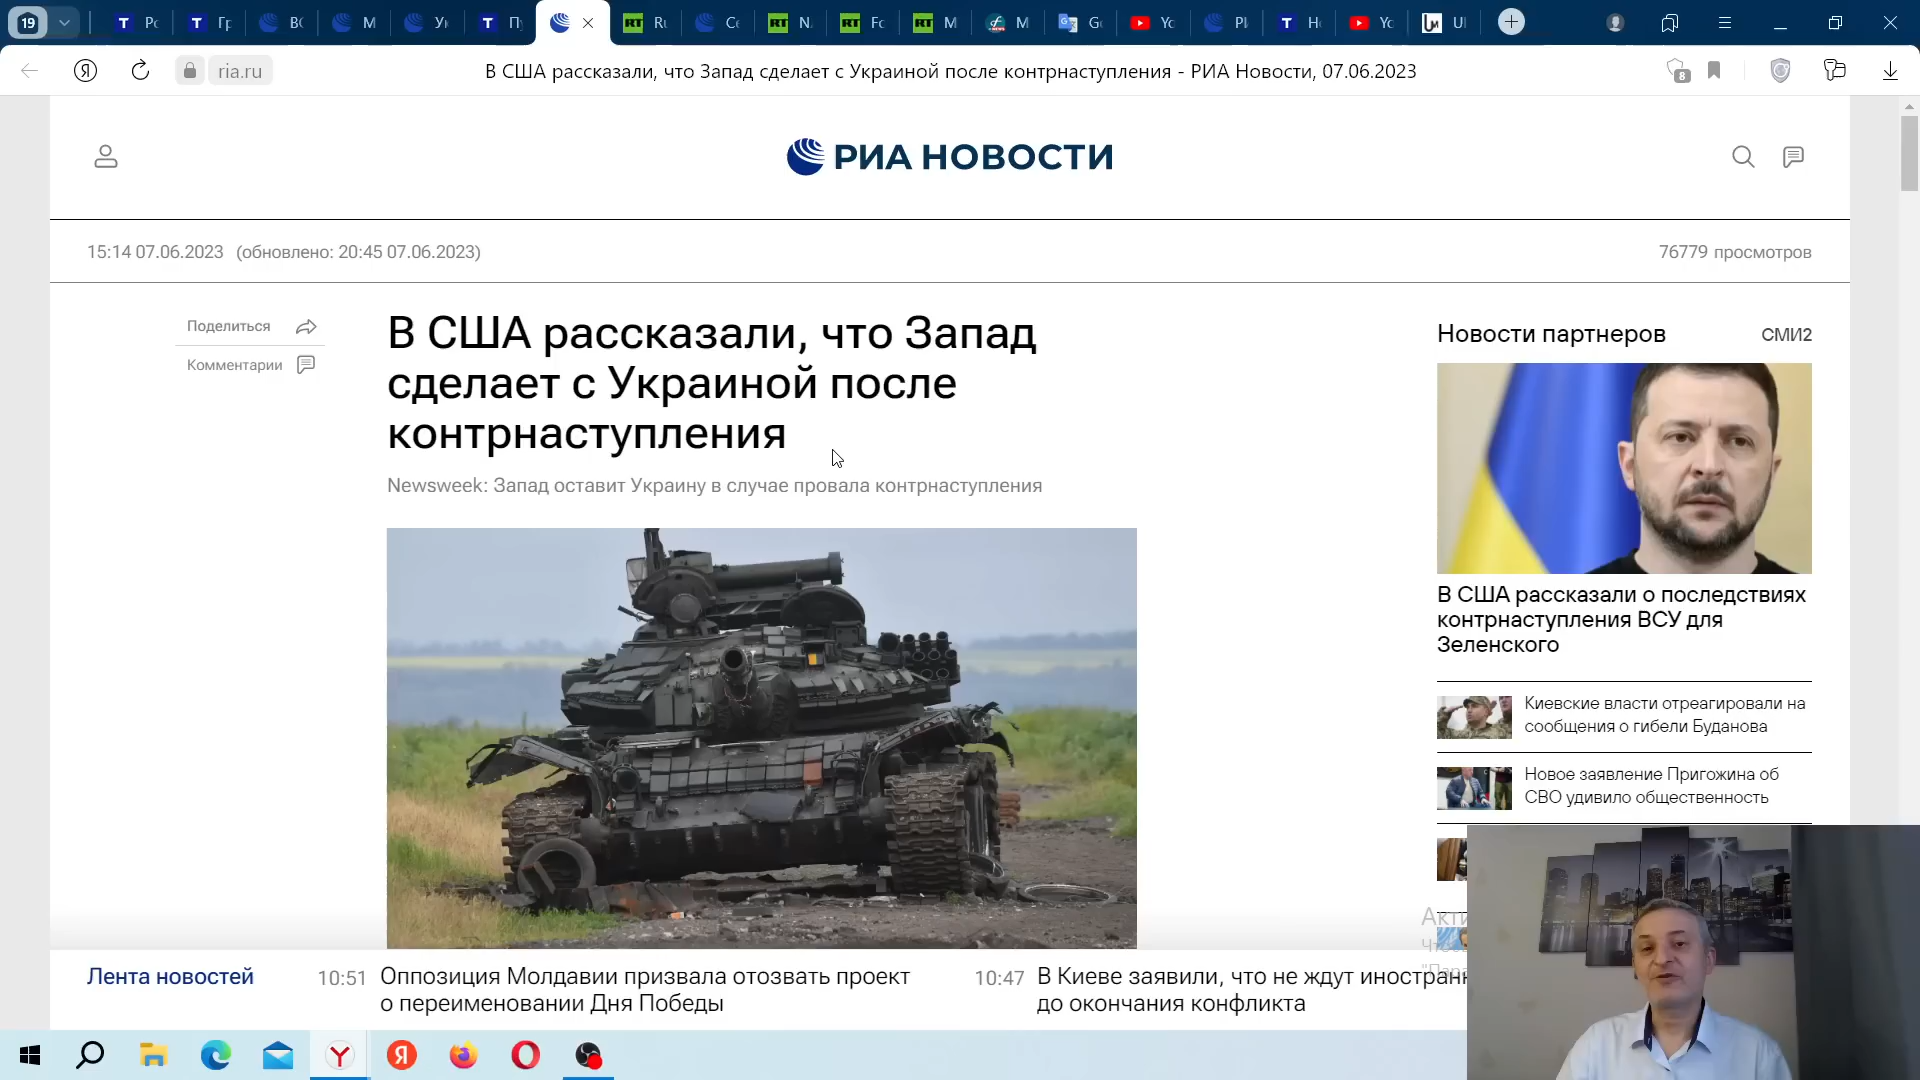 19
ria.ru
В США рассказали, что Запад сделает с Украиной после контрнаступления - РИА Новости, 07.06.2023
8
РИА НОВОСТИ
15:14 07.06.2023 (обновлено: 20:45 07.06.2023)
76779 просмотров
Поделиться
Комментарии
В США рассказали, что Запад
сделает с Украиной после
контрнаступления
Newsweek: Запад оставит Украину в случае провала контрнаступления
Новости партнеров
СМИ2
В США рассказали о последствиях
контрнаступления ВСУ для
Зеленского
Киевские власти отреагировали на
сообщения о гибели Буданова
Новое заявление Пригожина об
СВО удивило общественность
Лента новостей
10:51 Оппозиция Молдавии призвала отозвать проект
о переименовании Дня Победы
10:47 В Киеве заявили, что не ждут
до окончания конфликта